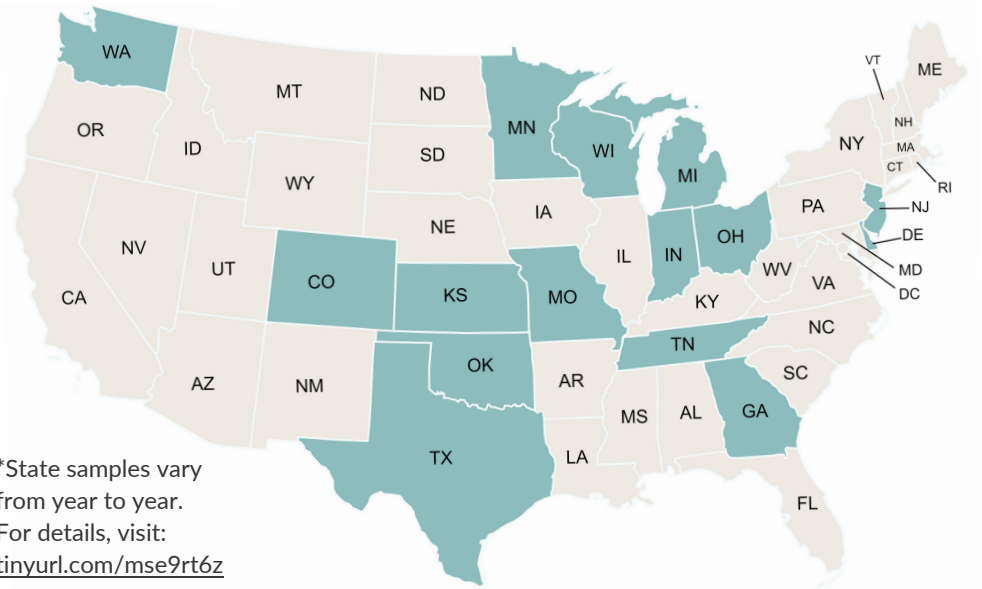 WA
VT
ME
MT
ND
OR
MN
NH
NY
MA
ID
SD
WI
CT
MI
WY
RI
PA
NJ
IA
NE
OH
DE
NV
IL
IN
UT
WV
MD
CO
VA
KS
MO
DC
CA
KY
NC
TN
OK
SC
AZ
NM
AR
MS
AL
GA
TX
LA
FL
*State samples vary
from year to year.
For details, visit:
tinyurl.com/mse9rt6z